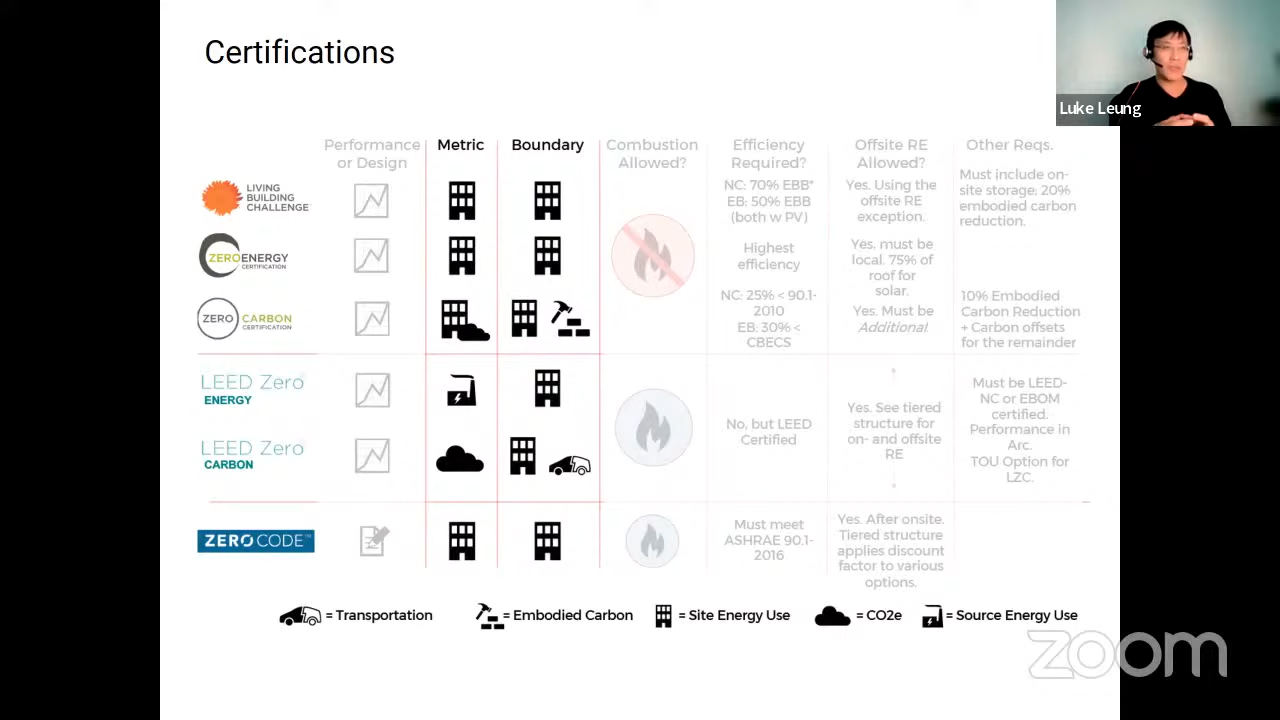 Certifications
Luke Leung
Performance
or Design
Metric
Boundary
Combustion
Allowed?
Efficiency
Required?
Offsite RE
Allowed?
Other Reqs.
LIVING
BUILDING
CHALLENGE
NC: 70% EBB*
EB: 50% EBB
(both w PV)
Yes. Using the
offsite RE
exception.
Must include on-
site storage; 20%
embodied carbon
reduction.
ZEROENERGY
CERTIFICATION
Highest
efficiency
Yes. must be
local. 75% of
roof for
solar.
ZERO CARBON
CERTIFICATION
NC: 25% < 90.1-
2010
EB: 30% <
CBECS
Yes. Must be
Additional
10% Embodied
Carbon Reduction
+ Carbon offsets
for the remainder
LEED Zero
ENERGY
LEED Zero
CARBON
No, but LEED
Certified
Yes. See tiered
structure for
on- and offsite
RE
Must be LEED-
NC or EBOM
certified.
Performance in
Arc.
TOU Option for
LZC.
ZERO CODE™
Must meet
ASHRAE 90.1-
2016
Yes. After onsite.
Tiered structure
applies discount
factor to various
options.
= Transportation
= Embodied Carbon
= Site Energy Use
= CO2e
= Source Energy Use
zoom